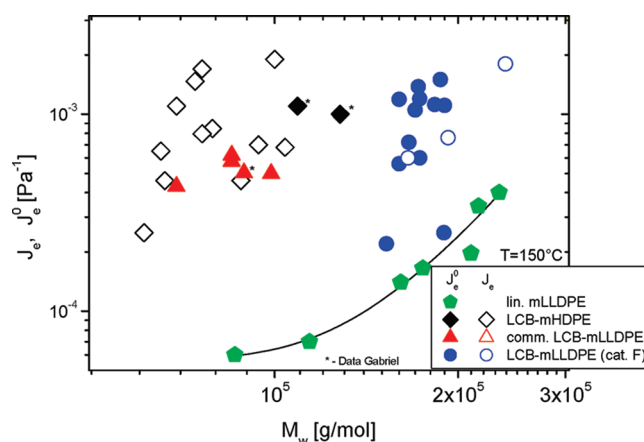 10⁻³
10⁻⁴
Jₑ, Jₑ⁰ [Pa⁻¹]
* *
*
T=150°C
Jₑ⁰ Jₑ
lin. mLLDPE
LCB-mHDPE
comm. LCB-mLLDPE
LCB-mLLDPE (cat. F)
* - Data Gabriel
10⁵ 2x10⁵ 3x10⁵
M_w [g/mol]